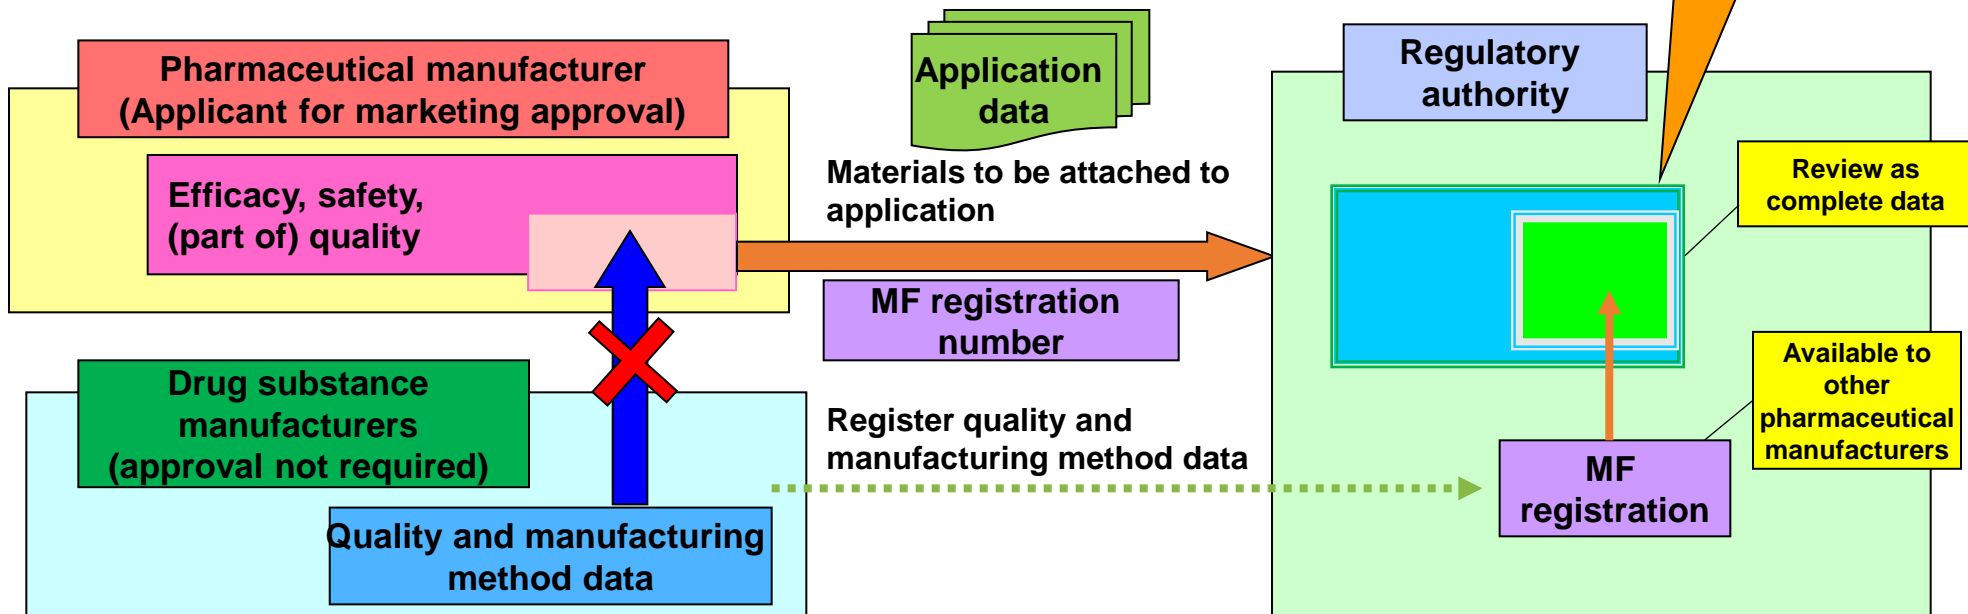 Pharmaceutical manufacturer
(Applicant for marketing approval)
Efficacy, safety,
(part of) quality
Application
data
Materials to be attached to
application
MF registration
number
Regulatory
authority
Review as
complete data
Drug substance
manufacturers
(approval not required)
Quality and manufacturing
method data
Register quality and
manufacturing method data
Available to
other
pharmaceutical
manufacturers
MF
registration